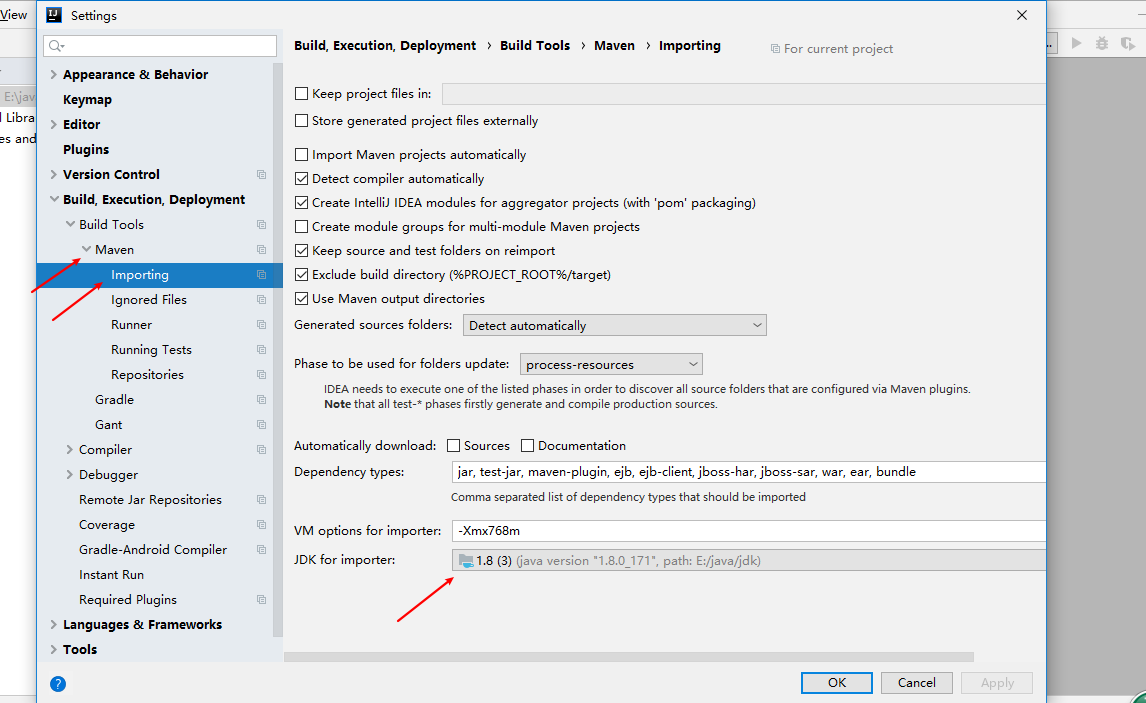 View
Settings
E:\jav
Libra
es and
Appearance & Behavior
Keymap
Editor
Plugins
Version Control
Build, Execution, Deployment
Build Tools
Maven
Importing
Ignored Files
Runner
Running Tests
Repositories
Gradle
Gant
Compiler
Debugger
Remote Jar Repositories
Coverage
Gradle-Android Compiler
Instant Run
Required Plugins
Languages & Frameworks
Tools
Build, Execution, Deployment › Build Tools › Maven › Importing
For current project
Keep project files in:
Store generated project files externally
Import Maven projects automatically
Detect compiler automatically
Create IntelliJ IDEA modules for aggregator projects (with 'pom' packaging)
Create module groups for multi-module Maven projects
Keep source and test folders on reimport
Exclude build directory (%PROJECT_ROOT%/target)
Use Maven output directories
Generated sources folders: Detect automatically
Phase to be used for folders update: process-resources
IDEA needs to execute one of the listed phases in order to discover all source folders that are configured via Maven plugins.
Note that all test-* phases firstly generate and compile production sources.
Automatically download: Sources Documentation
Dependency types: jar, test-jar, maven-plugin, ejb, ejb-client, jboss-har, jboss-sar, war, ear, bundle
Comma separated list of dependency types that should be imported
VM options for importer: -Xmx768m
JDK for importer: 1.8 (3) (java version "1.8.0_171", path: E:/java/jdk)
?
OK Cancel Apply